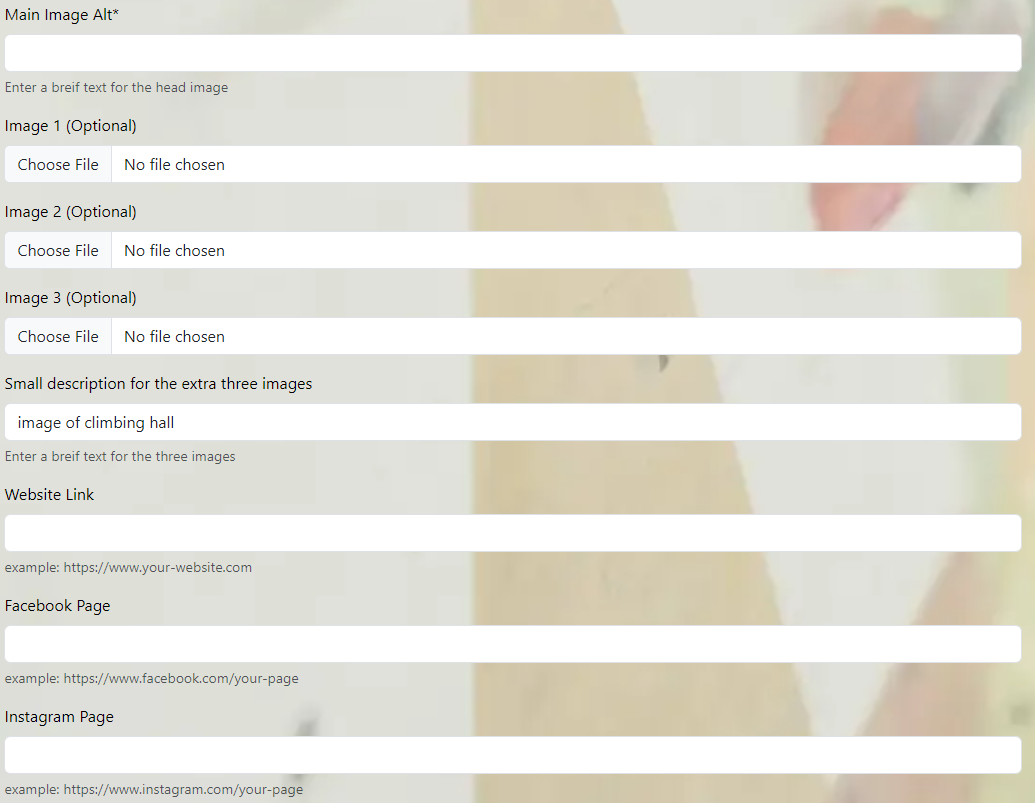 Main Image Alt*
Enter a breif text for the head image
Image 1 (Optional)
Choose File No file chosen
Image 2 (Optional)
Choose File No file chosen
Image 3 (Optional)
Choose File No file chosen
Small description for the extra three images
image of climbing hall
Enter a breif text for the three images
Website Link
example: https://www.your-website.com
Facebook Page
example: https://www.facebook.com/your-page
Instagram Page
example: https://www.instagram.com/your-page